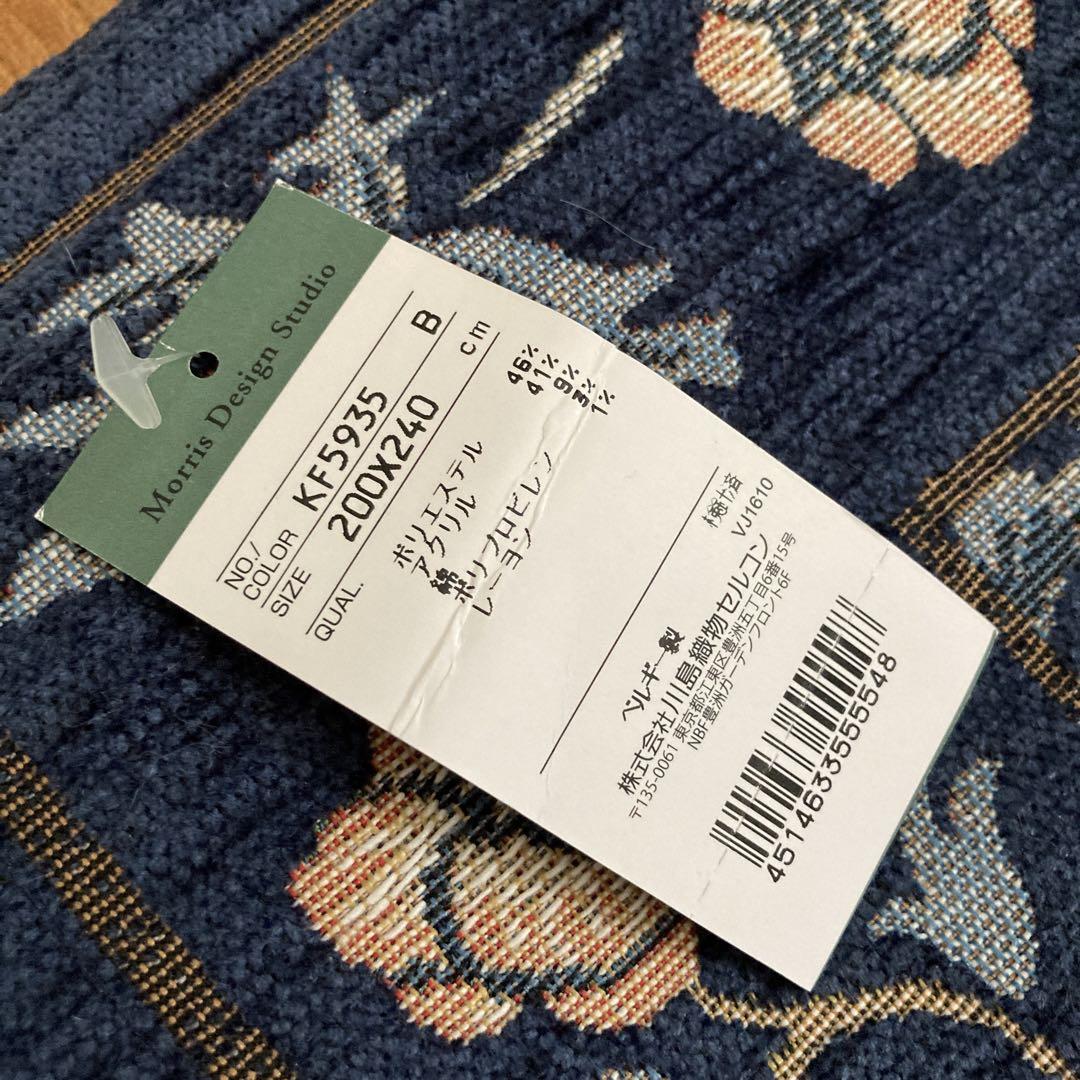 Morris Design Studio
NO./
COLOR KF5935 B
SIZE 200X240 cm
QUAL.
ポリエステル 46%
アクリル 41%
綿 9%
ポリプロピレン 3%
レーヨン 1%
検針済
VJ1610
ベルギー製
株式会社川島織物セルコン
〒135-0061 東京都江東区豊洲五丁目6番15号
NBF豊洲ガーデンフロント6F
4514633555548